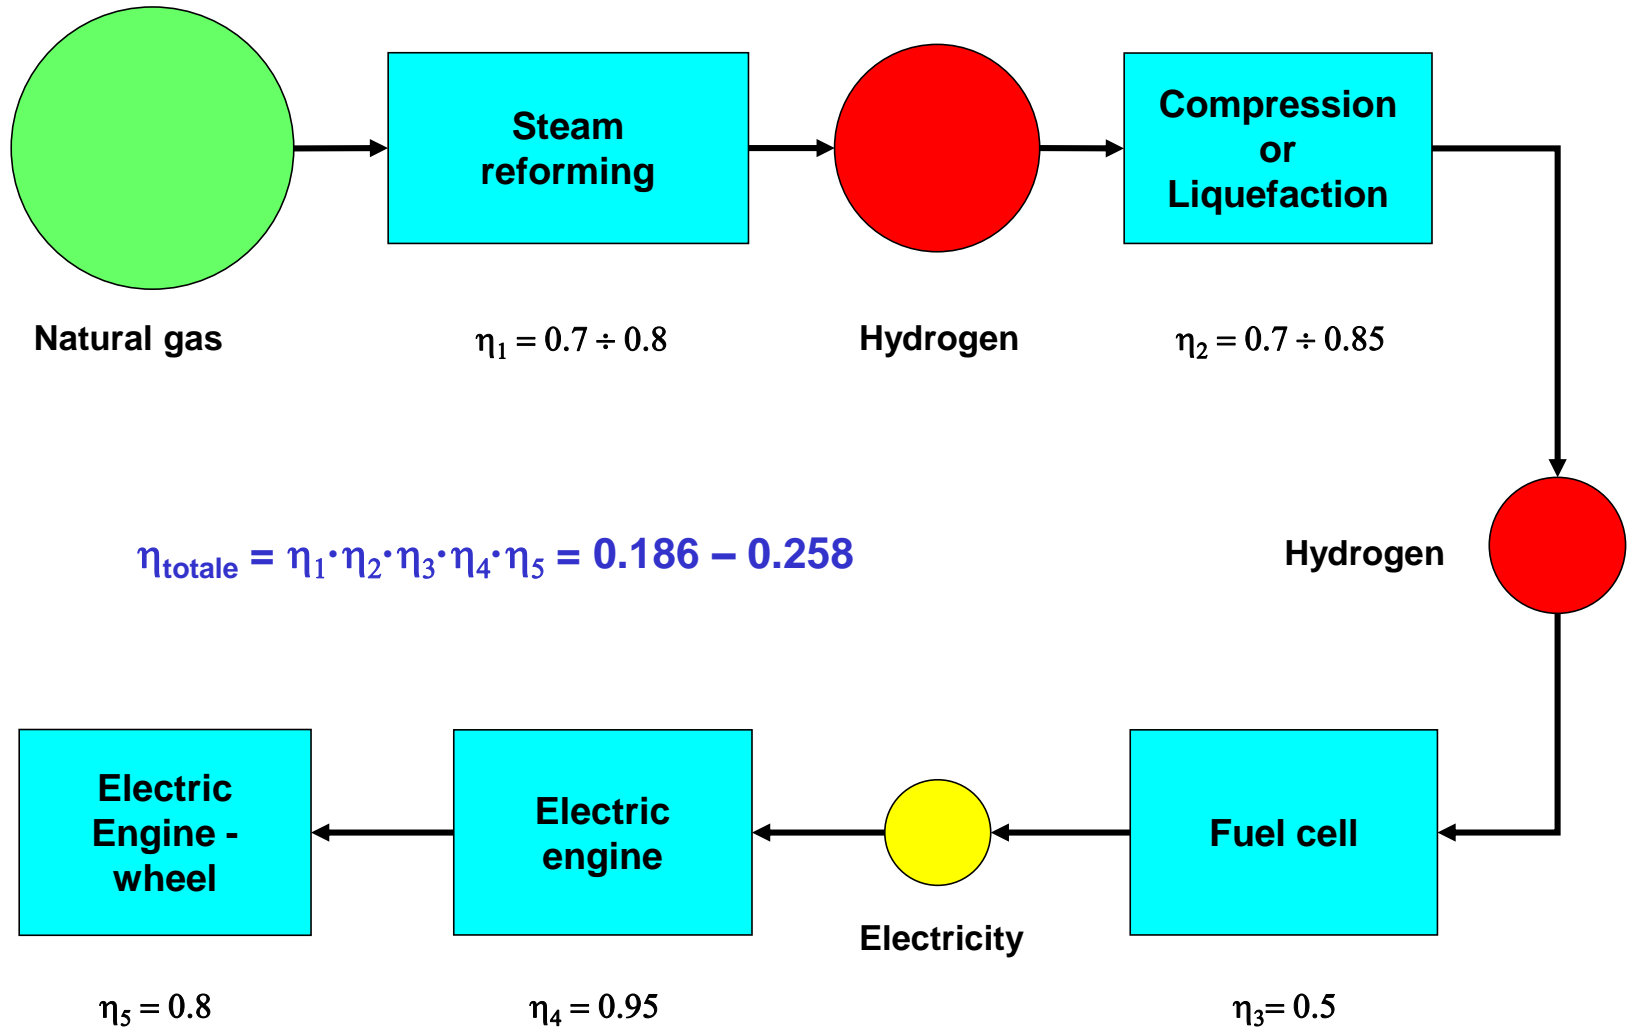 Steam
reforming
Compression
or
Liquefaction
Natural gas
η1 = 0.7 ÷ 0.8
Hydrogen
η2 = 0.7 ÷ 0.85
ηtotale = η1·η2·η3·η4·η5 = 0.186 – 0.258
Hydrogen
Electric
Engine -
wheel
Electric
engine
Fuel cell
Electricity
η5 = 0.8
η4 = 0.95
η3= 0.5